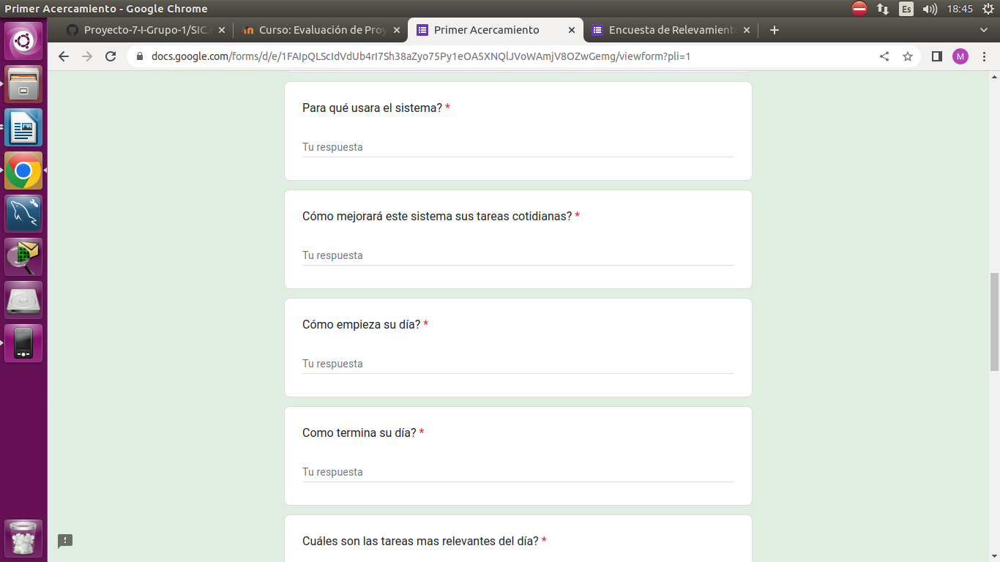 Primer Acercamiento - Google Chrome
Es
18:45
Proyecto-7-I-Grupo-1/SIC.
Curso: Evaluación de Proy
Primer Acercamiento
Encuesta de Relevamient
docs.google.com/forms/d/e/1FAIpQLScIdVdUb4rI7Sh38aZyo75Py1eOA5XNQlJVoWAmjV8OZwGemg/viewform?pli=1
M
Para qué usara el sistema? *
Tu respuesta
Cómo mejorará este sistema sus tareas cotidianas? *
Tu respuesta
Cómo empieza su día? *
Tu respuesta
Como termina su día? *
Tu respuesta
Cuáles son las tareas mas relevantes del día? *